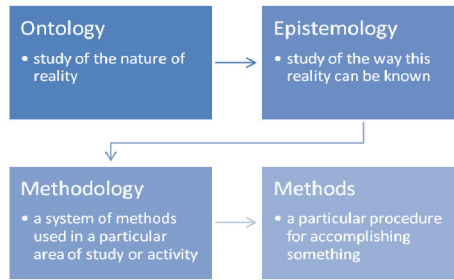 Ontology
• study of the nature of
reality
Epistemology
• study of the way this
reality can be known
Methodology
• a system of methods
used in a particular
area of study or activity
Methods
• a particular procedure
for accomplishing
something